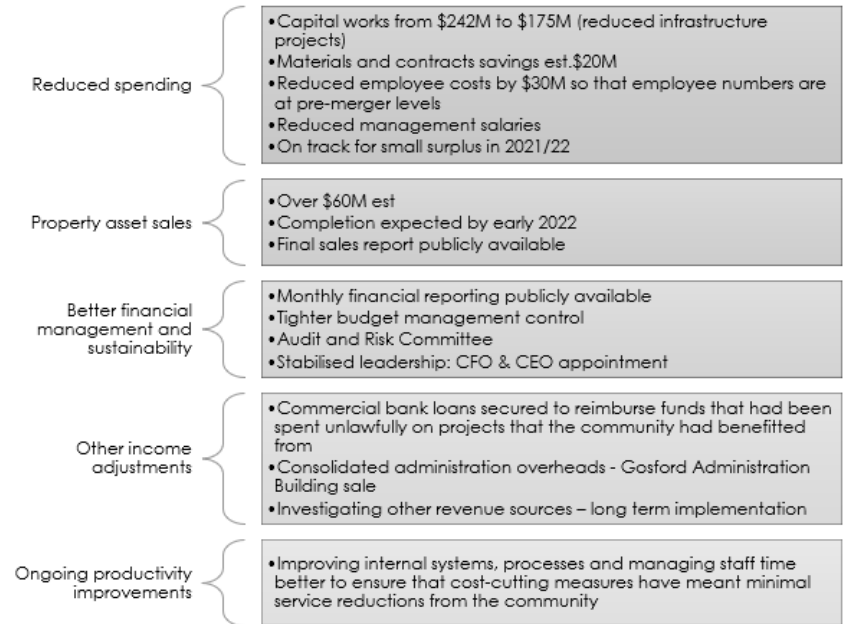 Reduced spending
•Capital works from $242M to $175M (reduced infrastructure
projects)
•Materials and contracts savings est.$20M
•Reduced employee costs by $30M so that employee numbers are
at pre-merger levels
•Reduced management salaries
•On track for small surplus in 2021/22
Property asset sales
•Over $60M est
•Completion expected by early 2022
•Final sales report publicly available
Better financial
management and
sustainability
•Monthly financial reporting publicly available
•Tighter budget management control
•Audit and Risk Committee
•Stabilised leadership: CFO & CEO appointment
Other income
adjustments
•Commercial bank loans secured to reimburse funds that had been
spent unlawfully on projects that the community had benefitted
from
•Consolidated administration overheads - Gosford Administration
Building sale
•Investigating other revenue sources – long term implementation
Ongoing productivity
improvements
•Improving internal systems, processes and managing staff time
better to ensure that cost-cutting measures have meant minimal
service reductions from the community